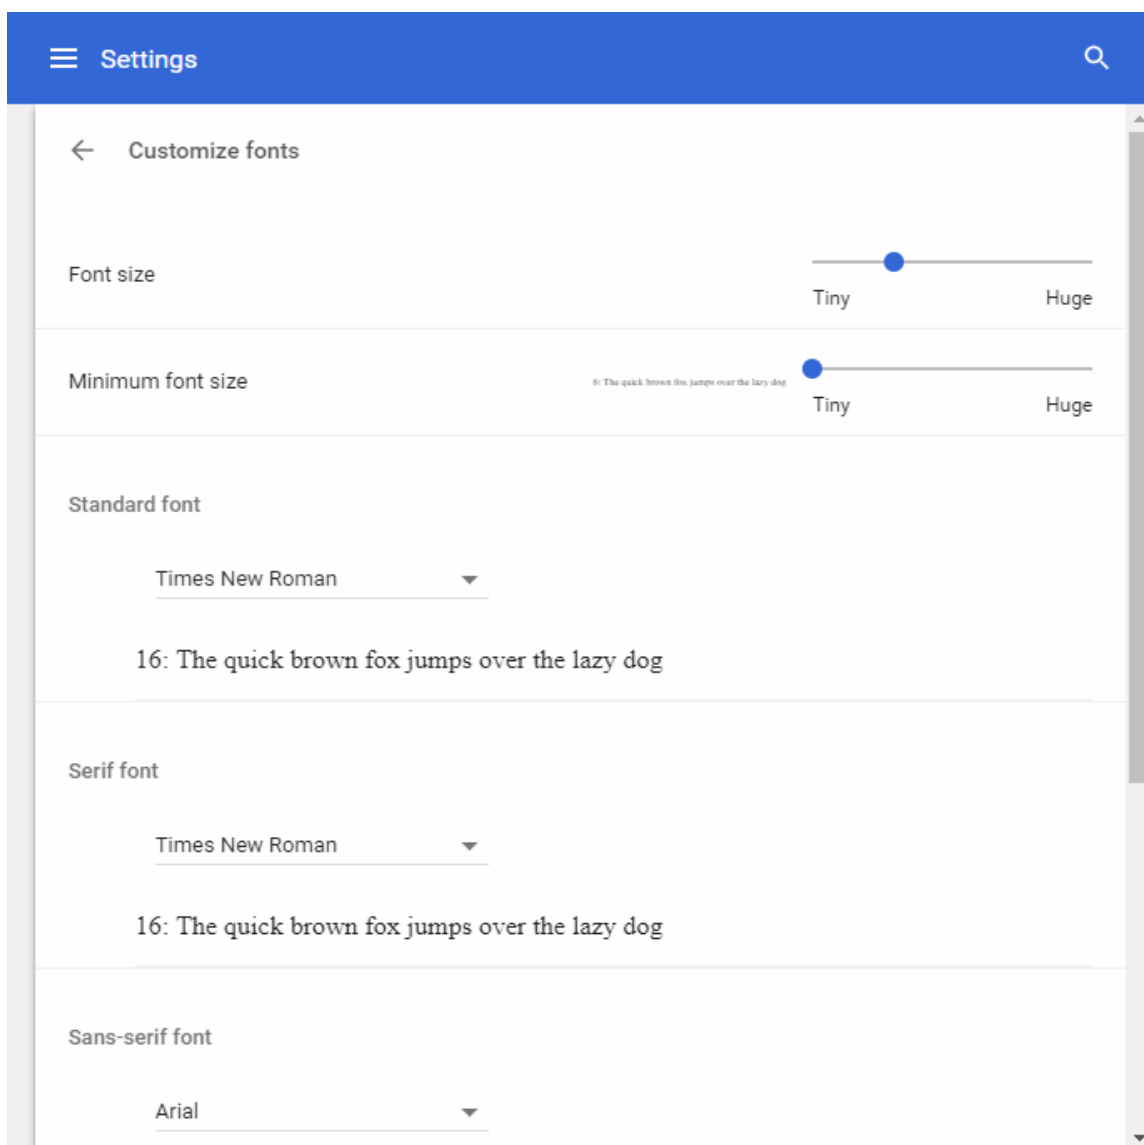 Settings
Customize fonts
Font size
Tiny Huge
Minimum font size
6: The quick brown fox jumps over the lazy dog
Tiny Huge
Standard font
Times New Roman
16: The quick brown fox jumps over the lazy dog
Serif font
Times New Roman
16: The quick brown fox jumps over the lazy dog
Sans-serif font
Arial